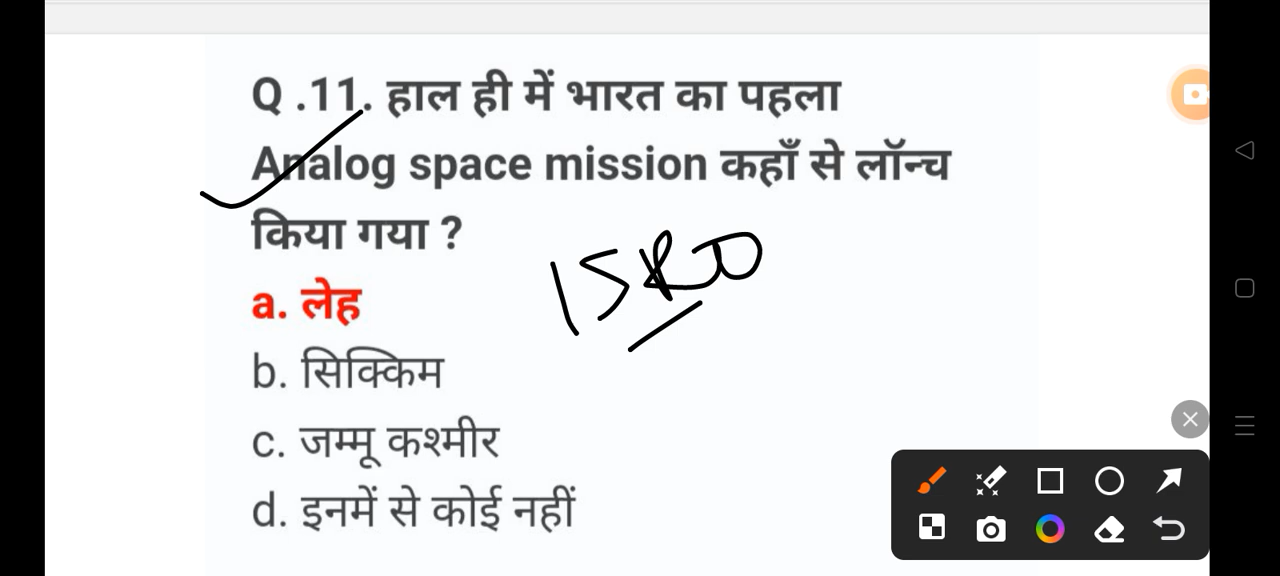 Q .11. हाल ही में भारत का पहला
Analog space mission कहाँ से लॉन्च
किया गया ?
ISRO
a. लेह
b. सिक्किम
c. जम्मू कश्मीर
d. इनमें से कोई नहीं